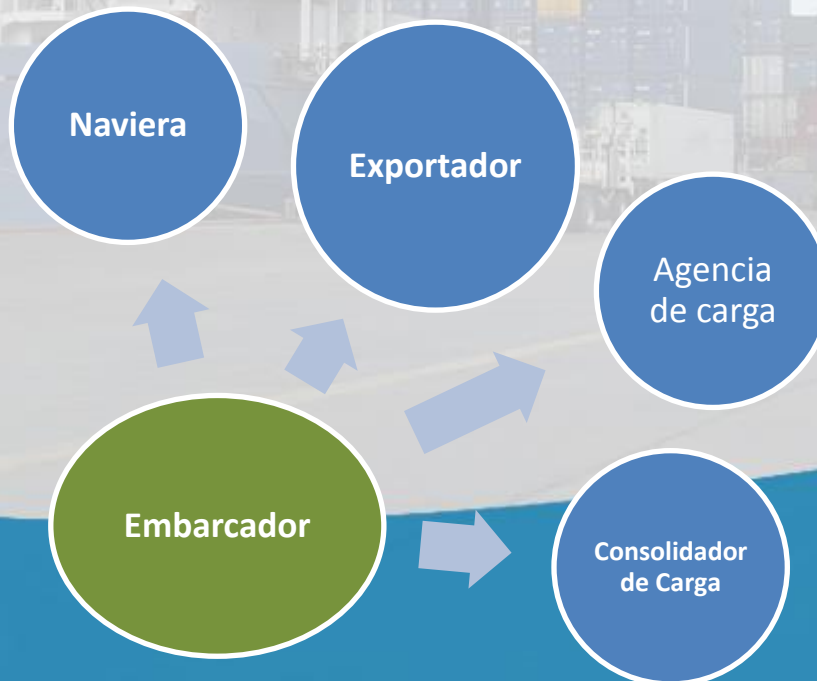 Naviera
Exportador
Agencia
de carga
Embarcador
Consolidador
de Carga